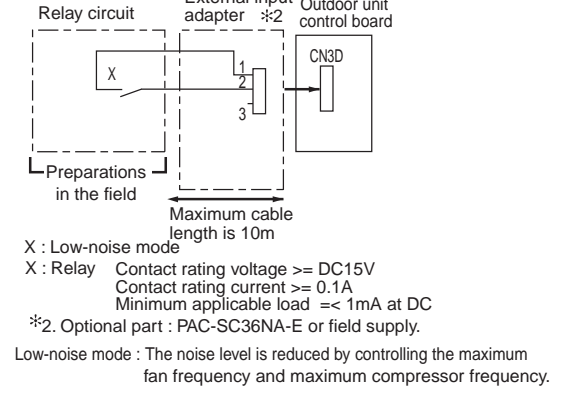 Relay circuit
External input
adapter ※2
Outdoor unit
control board
CN3D
X
1
2
3
Preparations
in the field
Maximum cable
length is 10m
X : Low-noise mode
X : Relay Contact rating voltage >= DC15V
Contact rating current >= 0.1A
Minimum applicable load =< 1mA at DC
※2. Optional part : PAC-SC36NA-E or field supply.
Low-noise mode : The noise level is reduced by controlling the maximum
fan frequency and maximum compressor frequency.